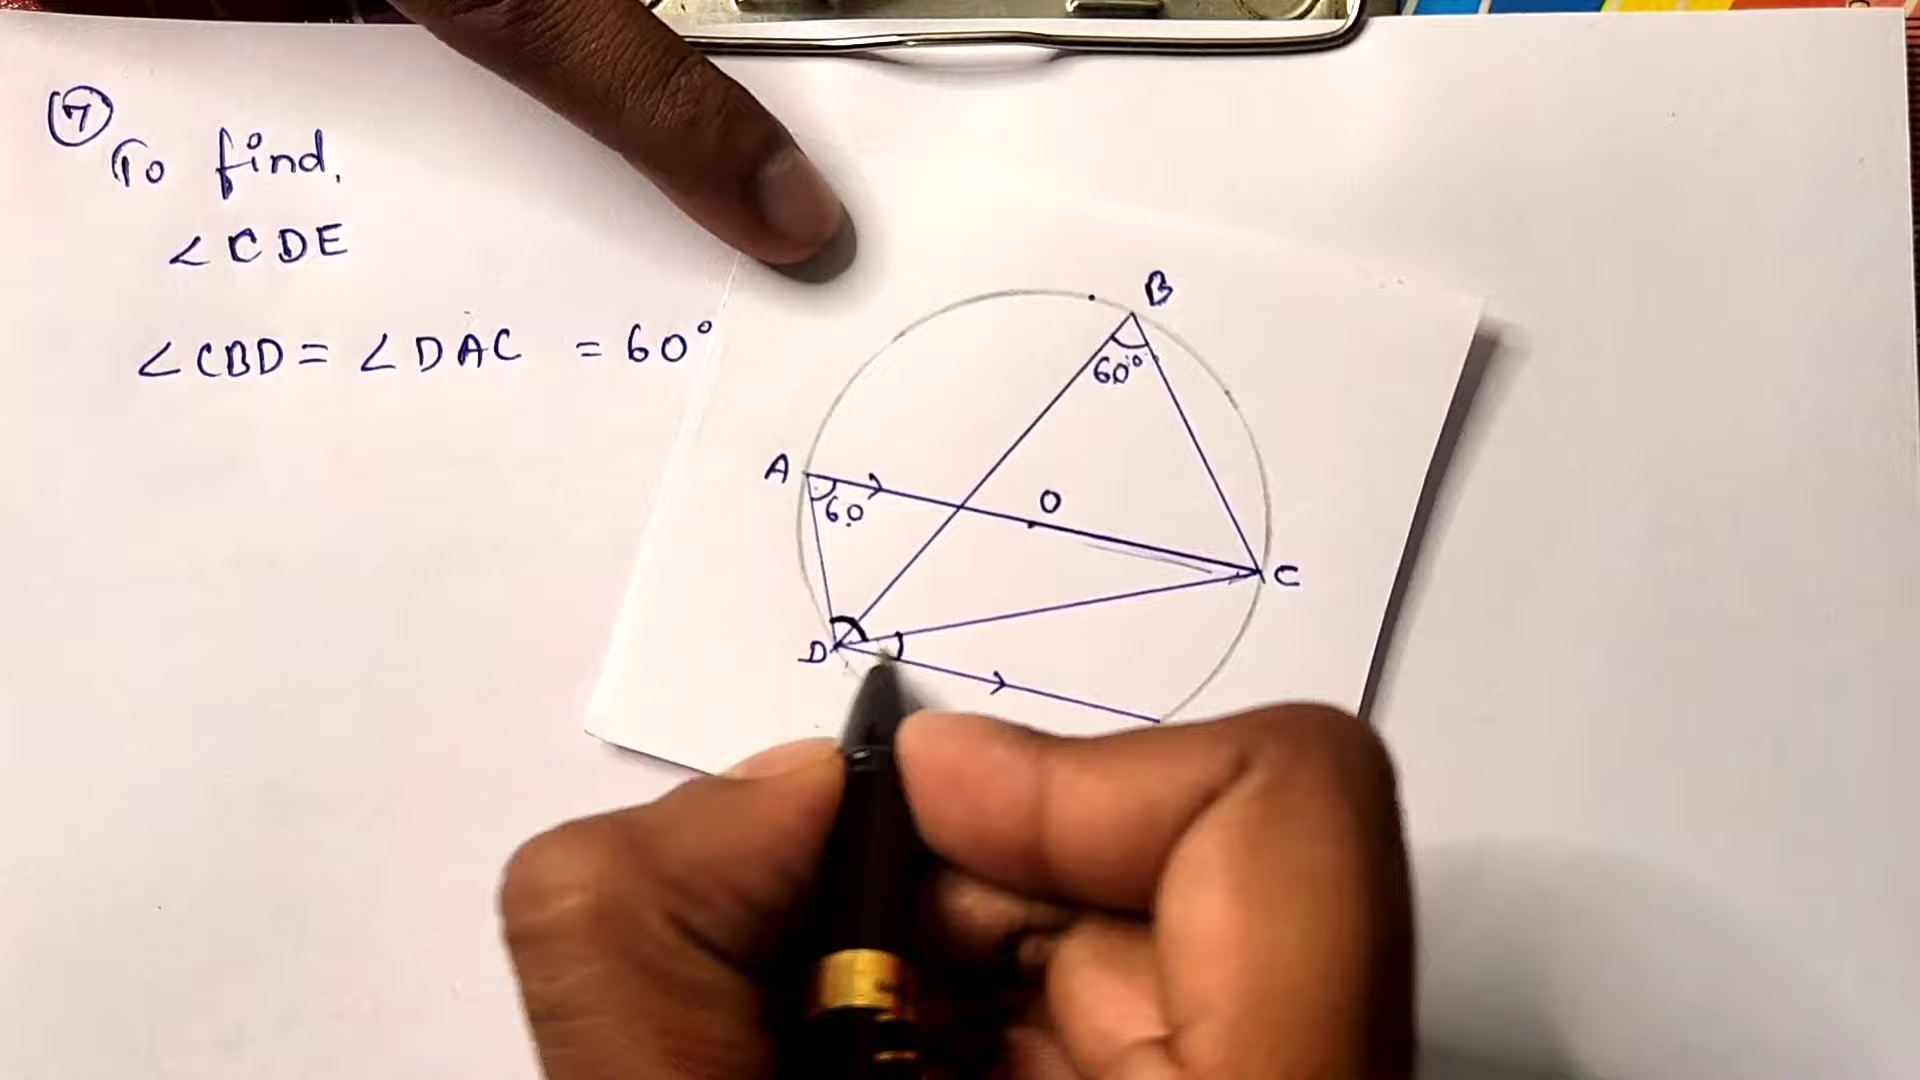 7
To find.
∠CDE
∠CBD = ∠DAC = 60°
B
60°
A
60
O
C
D